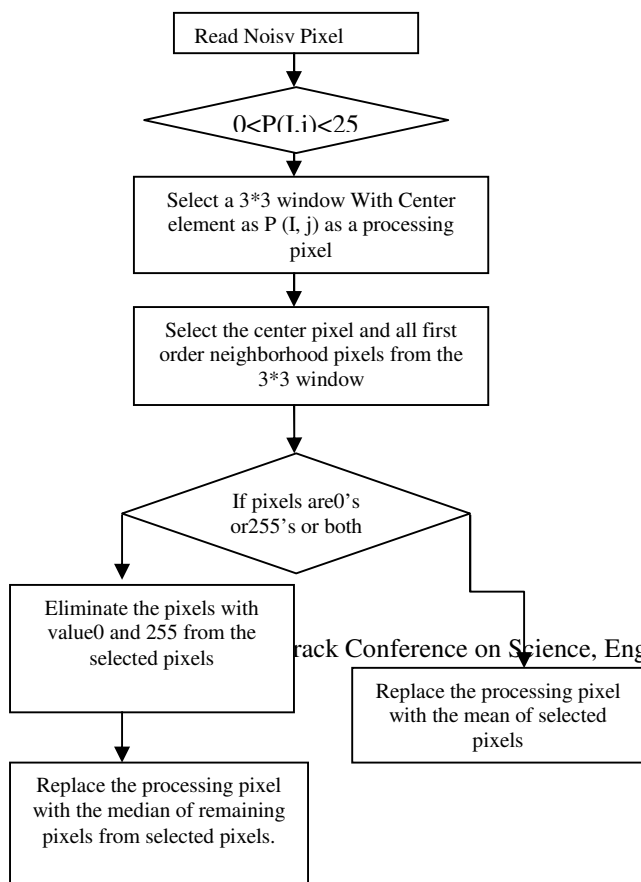 Read Noisy Pixel
0<P(I,j)<25
Select a 3*3 window With Center
element as P (I, j) as a processing
pixel
Select the center pixel and all first
order neighborhood pixels from the
3*3 window
If pixels are0's
or255's or both
Eliminate the pixels with
value0 and 255 from the
selected pixels
rack Conference on Science, Eng
Replace the processing pixel
with the mean of selected
pixels
Replace the processing pixel
with the median of remaining
pixels from selected pixels.